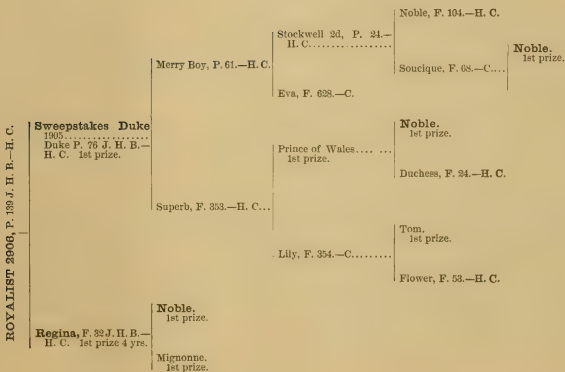 ROYALIST 2908, P. 139 J. H. B.—H. C.
Sweepstakes Duke
1905..................
Duke P. 76 J. H. B.—
H. C. 1st prize.
Regina, F. 32 J. H. B.—
H. C. 1st prize 4 yrs.
Merry Boy, P. 61.—H. C.
Superb, F. 353.—H. C...
Noble.
1st prize.
Mignonne.
1st prize.
Stockwell 2d, P. 24.—
H. C..................
Eva, F. 628.—C.
Prince of Wales.... ...
1st prize.
Lily, F. 354.—C.........
Noble, F. 104.—H. C.
Soucique, F. 68.—C....
Noble.
1st prize.
Duchess, F. 24.—H. C.
Tom.
1st prize.
Flower, F. 53.—H. C.
Noble.
1st prize.